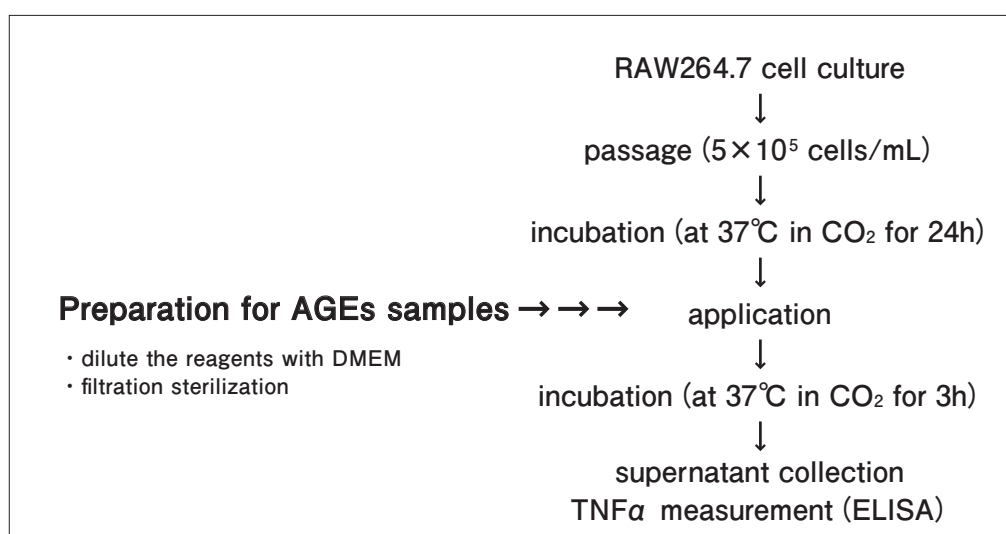 RAW264.7 cell culture
↓
passage (5×10⁵ cells/mL)
↓
incubation (at 37℃ in CO₂ for 24h)
↓
Preparation for AGEs samples → → → application
・dilute the reagents with DMEM
・filtration sterilization
↓
incubation (at 37℃ in CO₂ for 3h)
↓
supernatant collection
TNFα measurement (ELISA)